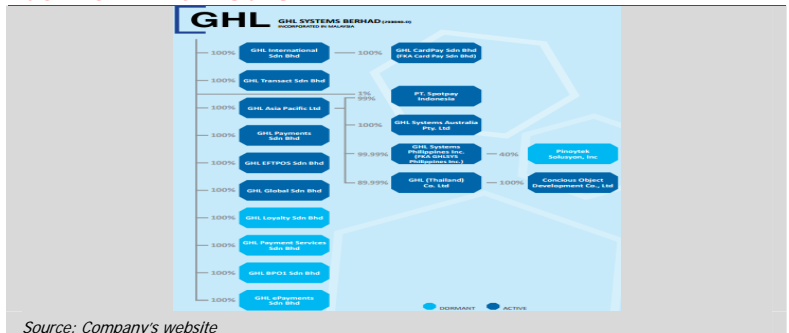 GHL GHL SYSTEMS BERHAD
INCORPORATED IN MALAYSIA
100% GHL International
Sdn Bhd
100% GHL CardPay Sdn Bhd
(FKA Card Pay Sdn Bhd)
100% GHL Transact Sdn Bhd
1%
99%
PT. Spotpay
Indonesia
100% GHL Asia Pacific Ltd
100% GHL Systems Australia
Pty. Ltd
100% GHL Payments
Sdn Bhd
99.99% GHL Systems
Philippines Inc.
(FKA GHLSYS
Philippines Inc.)
40% Pinoytek
Solusyon, Inc
100% GHL EFTPOS Sdn Bhd
89.99% GHL (Thailand)
Co. Ltd
100% Concious Object
Development Co., Ltd
100% GHL Global Sdn Bhd
100% GHL Loyalty Sdn Bhd
100% GHL Payment Services
Sdn Bhd
100% GHL BPO1 Sdn Bhd
100% GHL ePayments
Sdn Bhd
DORMANT ACTIVE
Source: Company's website